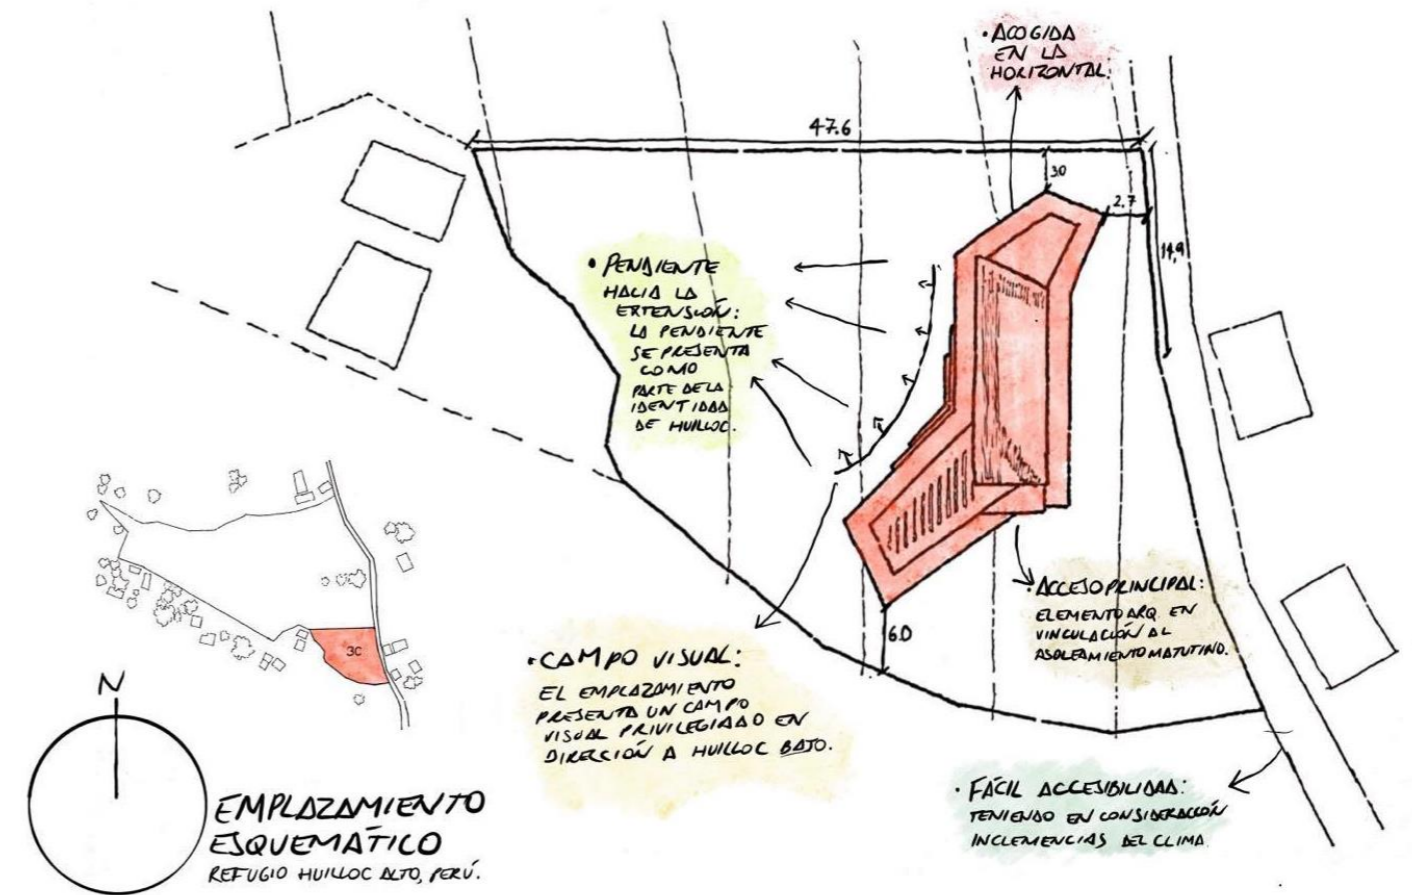 • ACOGIDA
EN LA
HORIZONTAL.
47.6
30
2.7
14,9
• PENDIENTE
HACIA LA
EXTENSIÓN:
LA PENDIENTE
SE PRESENTA
COMO
PARTE DE LA
IDENTIDAD
DE HUILLOC.
• ACCESO PRINCIPAL:
ELEMENTO ARQ. EN
VINCULACIÓN AL
ASOLEAMIENTO MATUTINO.
6.0
• CAMPO VISUAL:
EL EMPLAZAMIENTO
PRESENTA UN CAMPO
VISUAL PRIVILEGIADO EN
DIRECCIÓN A HUILLOC BAJO.
3C
N
• FÁCIL ACCESIBILIDAD:
TENIENDO EN CONSIDERACIÓN
INCLEMENCIAS DEL CLIMA.
EMPLAZAMIENTO
ESQUEMÁTICO
REFUGIO HUILLOC ALTO, PERÚ.